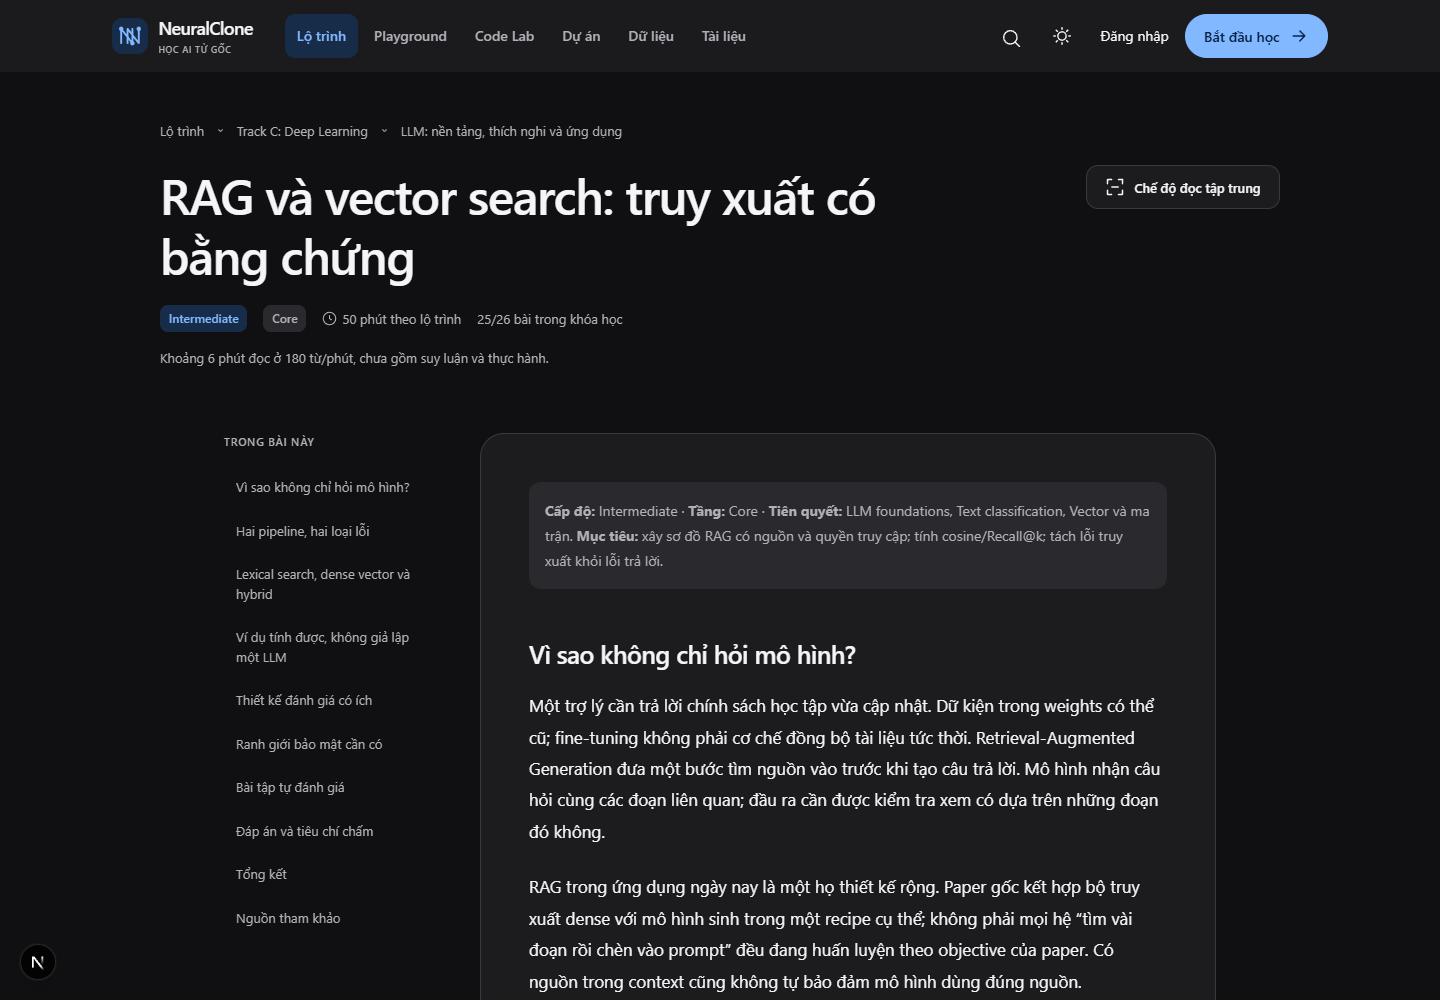 NeuralClone
HỌC AI TỪ GỐC
Lộ trình
Playground
Code Lab
Dự án
Dữ liệu
Tài liệu
Đăng nhập
Bắt đầu học
Lộ trình
Track C: Deep Learning
LLM: nền tảng, thích nghi và ứng dụng
RAG và vector search: truy xuất có
bằng chứng
Chế độ đọc tập trung
Intermediate
Core
50 phút theo lộ trình
25/26 bài trong khóa học
Khoảng 6 phút đọc ở 180 từ/phút, chưa gồm suy luận và thực hành.
TRONG BÀI NÀY
Vì sao không chỉ hỏi mô hình?
Hai pipeline, hai loại lỗi
Lexical search, dense vector và
hybrid
Ví dụ tính được, không giả lập
một LLM
Thiết kế đánh giá có ích
Ranh giới bảo mật cần có
Bài tập tự đánh giá
Đáp án và tiêu chí chấm
Tổng kết
Nguồn tham khảo
Cấp độ: Intermediate · Tầng: Core · Tiên quyết: LLM foundations, Text classification, Vector và ma
trận. Mục tiêu: xây sơ đồ RAG có nguồn và quyền truy cập; tính cosine/Recall@k; tách lỗi truy
xuất khỏi lỗi trả lời.
Vì sao không chỉ hỏi mô hình?
Một trợ lý cần trả lời chính sách học tập vừa cập nhật. Dữ kiện trong weights có thể
cũ; fine-tuning không phải cơ chế đồng bộ tài liệu tức thời. Retrieval-Augmented
Generation đưa một bước tìm nguồn vào trước khi tạo câu trả lời. Mô hình nhận câu
hỏi cùng các đoạn liên quan; đầu ra cần được kiểm tra xem có dựa trên những đoạn
đó không.
RAG trong ứng dụng ngày nay là một họ thiết kế rộng. Paper gốc kết hợp bộ truy
xuất dense với mô hình sinh trong một recipe cụ thể; không phải mọi hệ “tìm vài
đoạn rồi chèn vào prompt” đều đang huấn luyện theo objective của paper. Có
nguồn trong context cũng không tự bảo đảm mô hình dùng đúng nguồn.